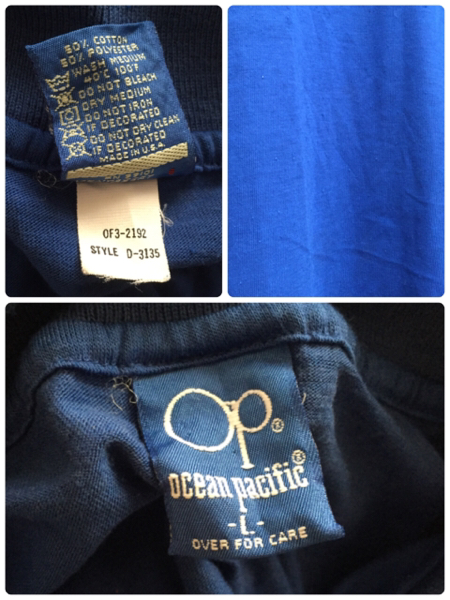 50% COTTON
50% POLYESTER
WASH MEDIUM
40°C 100°F
DO NOT BLEACH
DRY MEDIUM
DO NOT IRON
IF DECORATED
DO NOT DRY CLEAN
IF DECORATED
MADE IN U.S.A.
OF3-2192
STYLE D-3135
op®
ocean pacific®
-L-
OVER FOR CARE